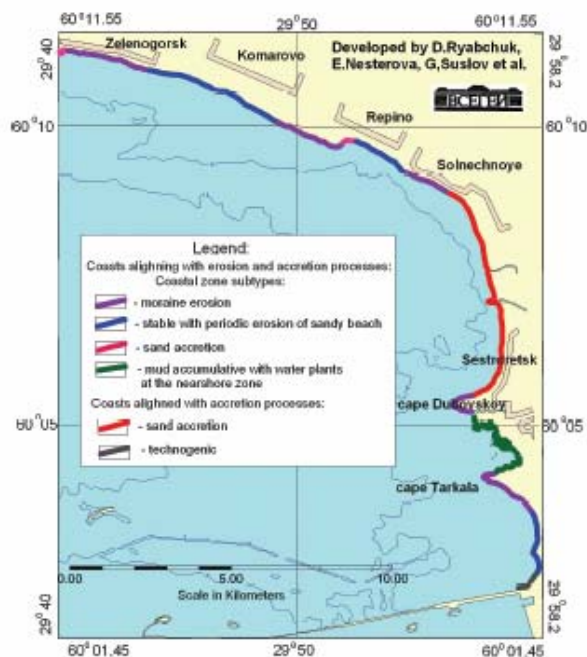 60 11.55
29 50
60 11.55
29 40
Zelenogorsk
Komarovo
Developed by D.Ryabchuk,
E.Nesterova, G,Suslov et al.
29 58.2
ВСЕГЕИ
60 10
60 10
Repino
Solnechnoye
Legend:
Coasts alighning with erosion and accretion processes:
Coastal zone subtypes:
- moraine erosion
- stable with periodic erosion of sandy beach
- sand accretion
- mud accumulative with water plants
at the nearshore zone
Coasts alighned with accretion processes:
- sand accretion
- technogenic
Sestroretsk
cape Dubovskoy
60 05
60 05
cape Tarkala
0.00
5.00
10.00
Scale in Kilometers
29 40
29 58.2
60 01.45
29 50
60 01.45